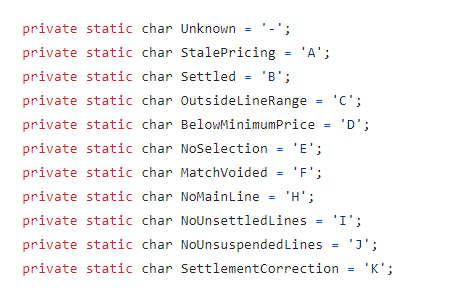 private static char Unknown = '-';
private static char StalePricing = 'A';
private static char Settled = 'B';
private static char OutsideLineRange = 'C';
private static char BelowMinimumPrice = 'D';
private static char NoSelection = 'E';
private static char MatchVoided = 'F';
private static char NoMainLine = 'H';
private static char NoUnsettledLines = 'I';
private static char NoUnsuspendedLines = 'J';
private static char SettlementCorrection = 'K';